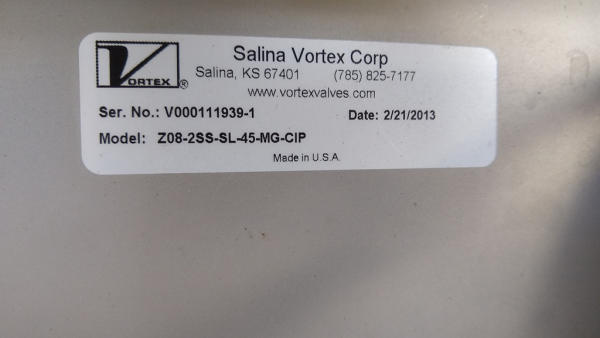 VORTEX ®
Salina Vortex Corp
Salina, KS 67401 (785) 825-7177
www.vortexvalves.com
Ser. No.: V000111939-1 Date: 2/21/2013
Model: Z08-2SS-SL-45-MG-CIP
Made in U.S.A.